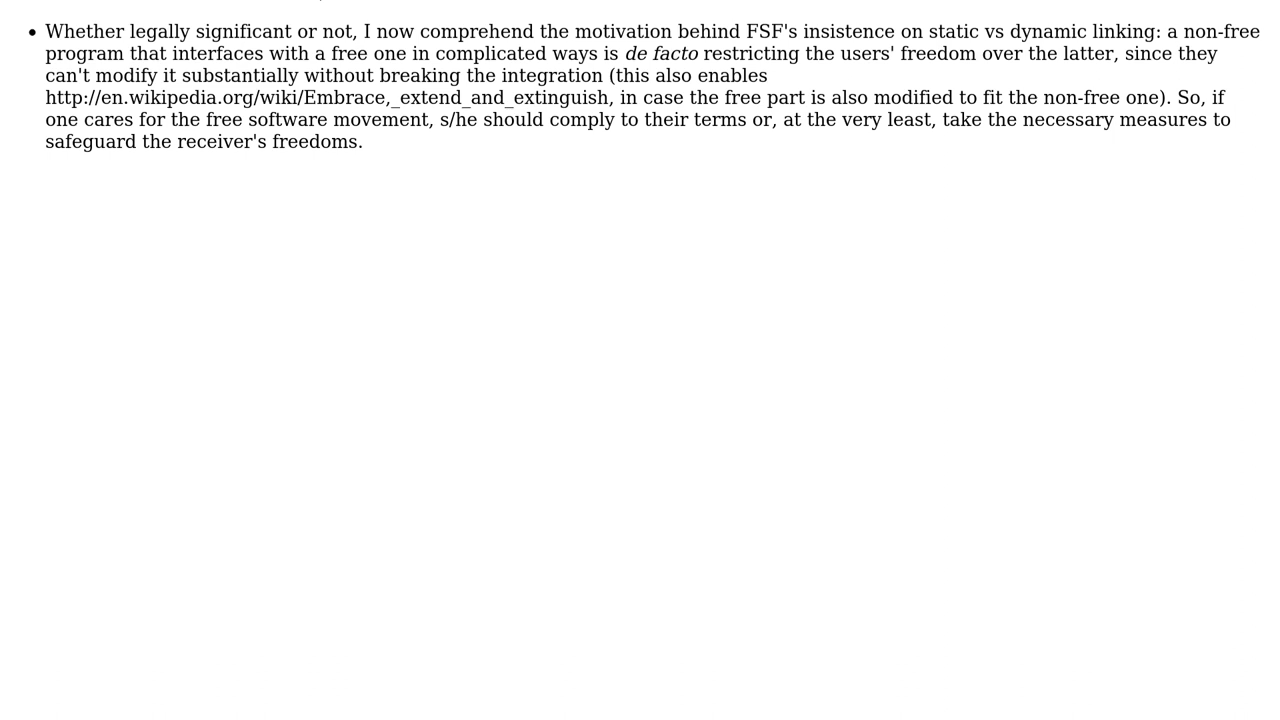 • Whether legally significant or not, I now comprehend the motivation behind FSF's insistence on static vs dynamic linking: a non-free
program that interfaces with a free one in complicated ways is de facto restricting the users' freedom over the latter, since they
can't modify it substantially without breaking the integration (this also enables
http://en.wikipedia.org/wiki/Embrace,_extend_and_extinguish, in case the free part is also modified to fit the non-free one). So, if
one cares for the free software movement, s/he should comply to their terms or, at the very least, take the necessary measures to
safeguard the receiver's freedoms.